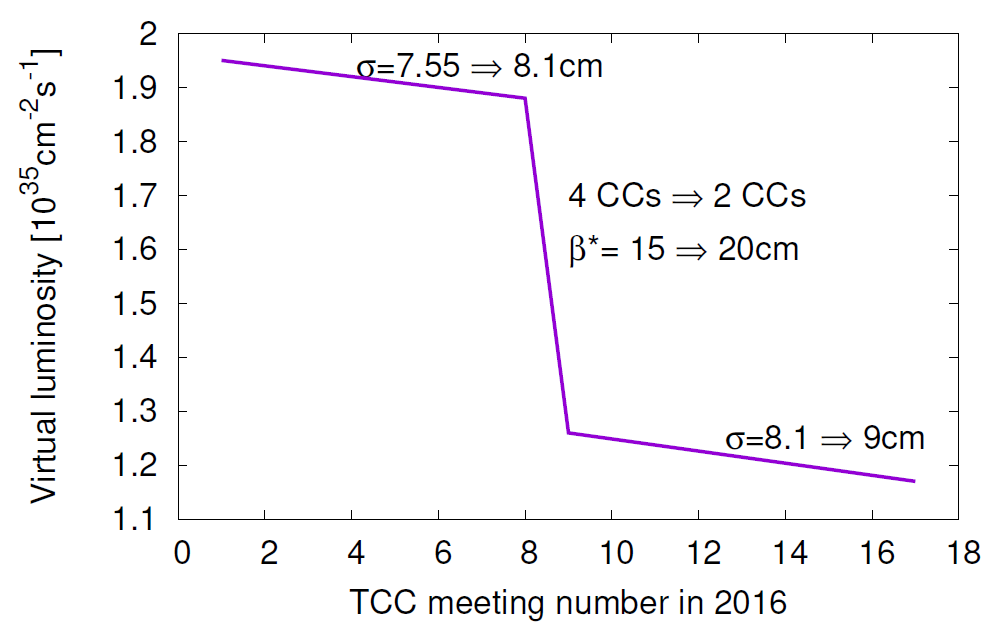 Virtual luminosity [10³⁵cm⁻²s⁻¹]
2
1.9
1.8
1.7
1.6
1.5
1.4
1.3
1.2
1.1
σ=7.55 ⇒ 8.1cm
4 CCs ⇒ 2 CCs
β*= 15 ⇒ 20cm
σ=8.1 ⇒ 9cm
0 2 4 6 8 10 12 14 16 18
TCC meeting number in 2016